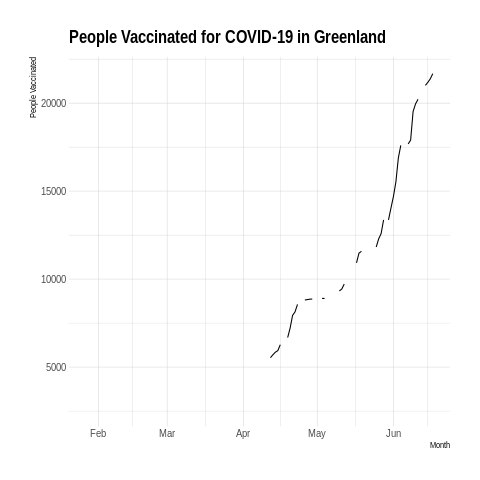 People Vaccinated for COVID-19 in Greenland
People Vaccinated
20000
15000
10000
5000
Feb Mar Apr May Jun
Month